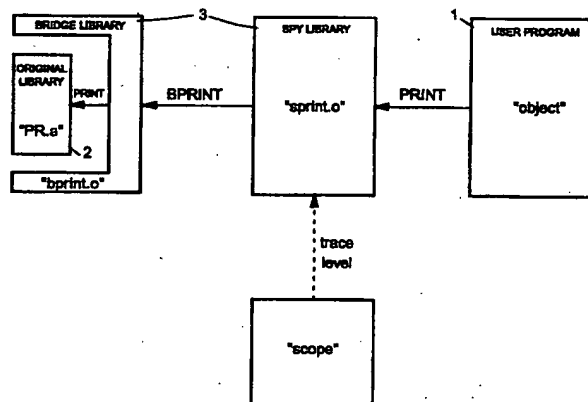 BRIDGE LIBRARY
3
SPY LIBRARY
1
USER PROGRAM
ORIGINAL
LIBRARY
PRINT
BPRINT
"sprint.o"
PRINT
"object"
"PR.a"
2
"bprint.o"
trace
level
"scope"